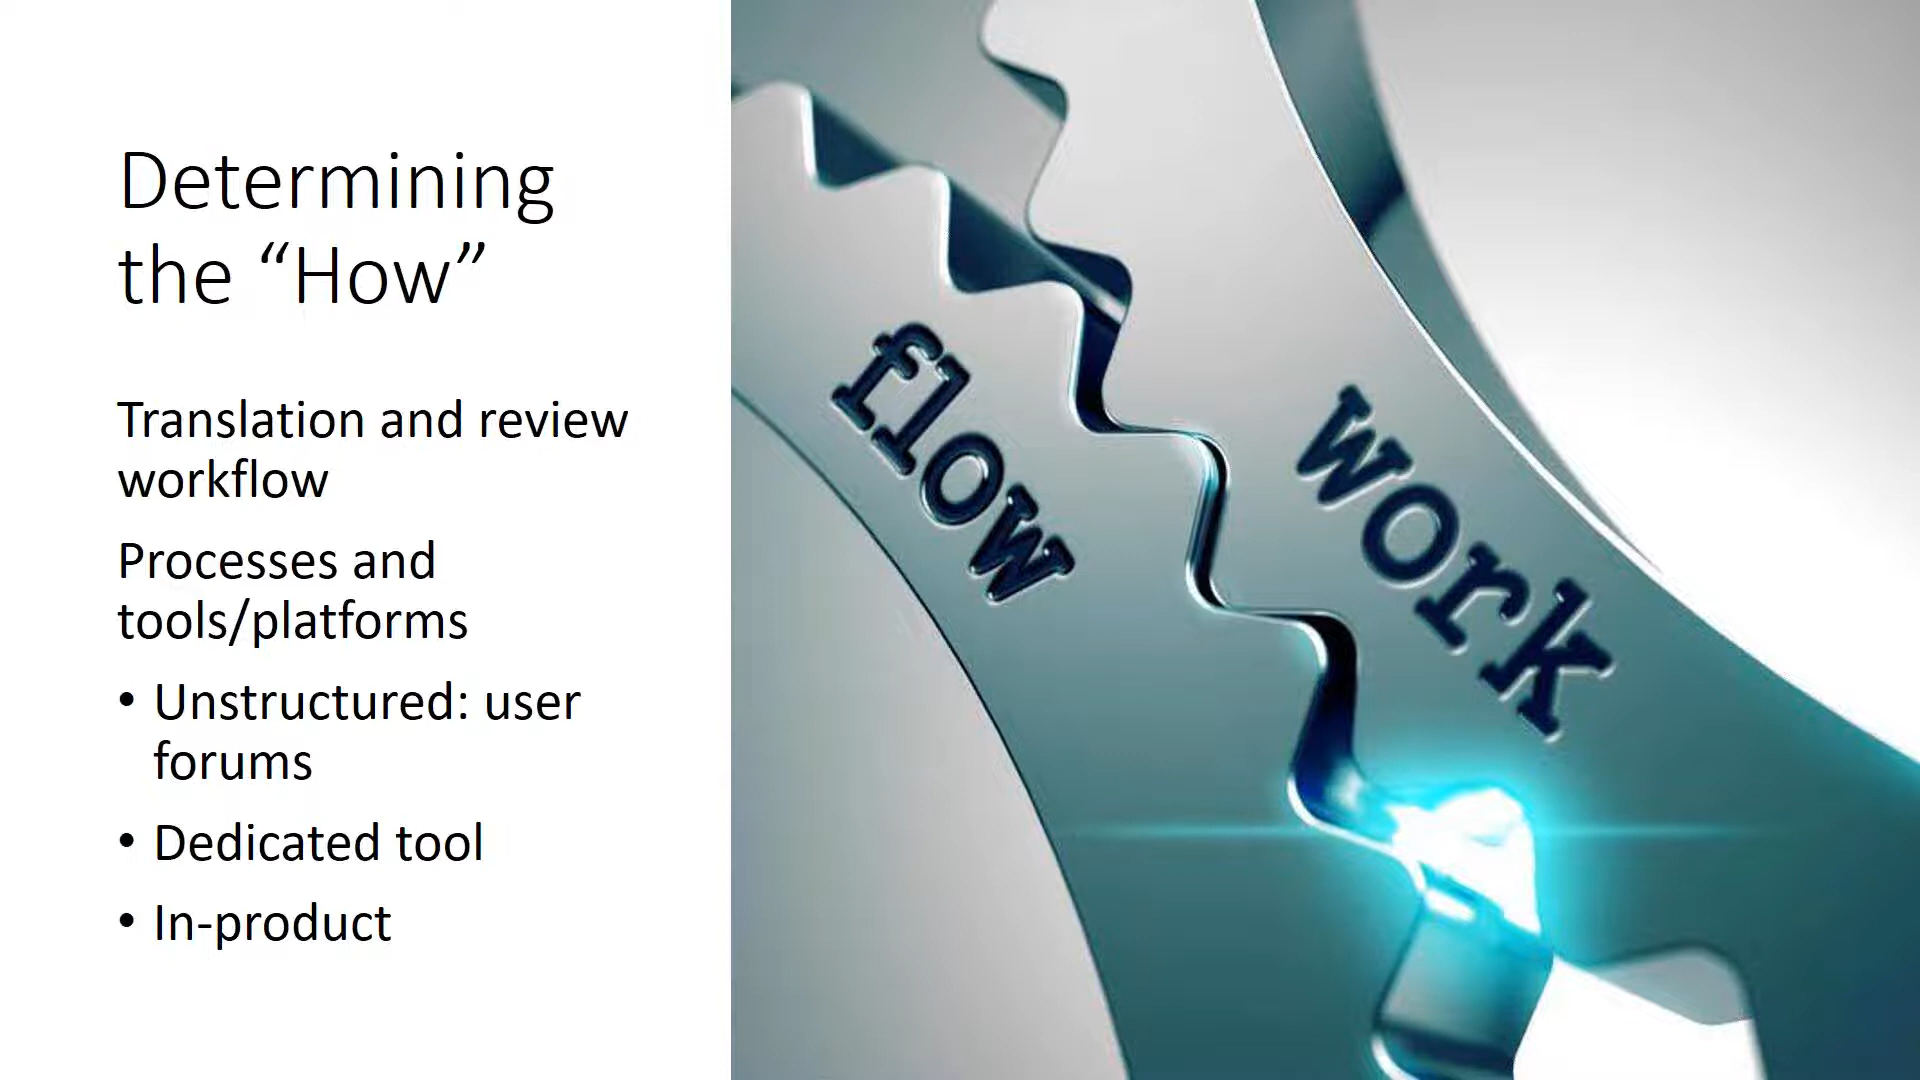 Determining
the “How”
Translation and review
workflow
Processes and
tools/platforms
• Unstructured: user
forums
• Dedicated tool
• In-product
flow
work